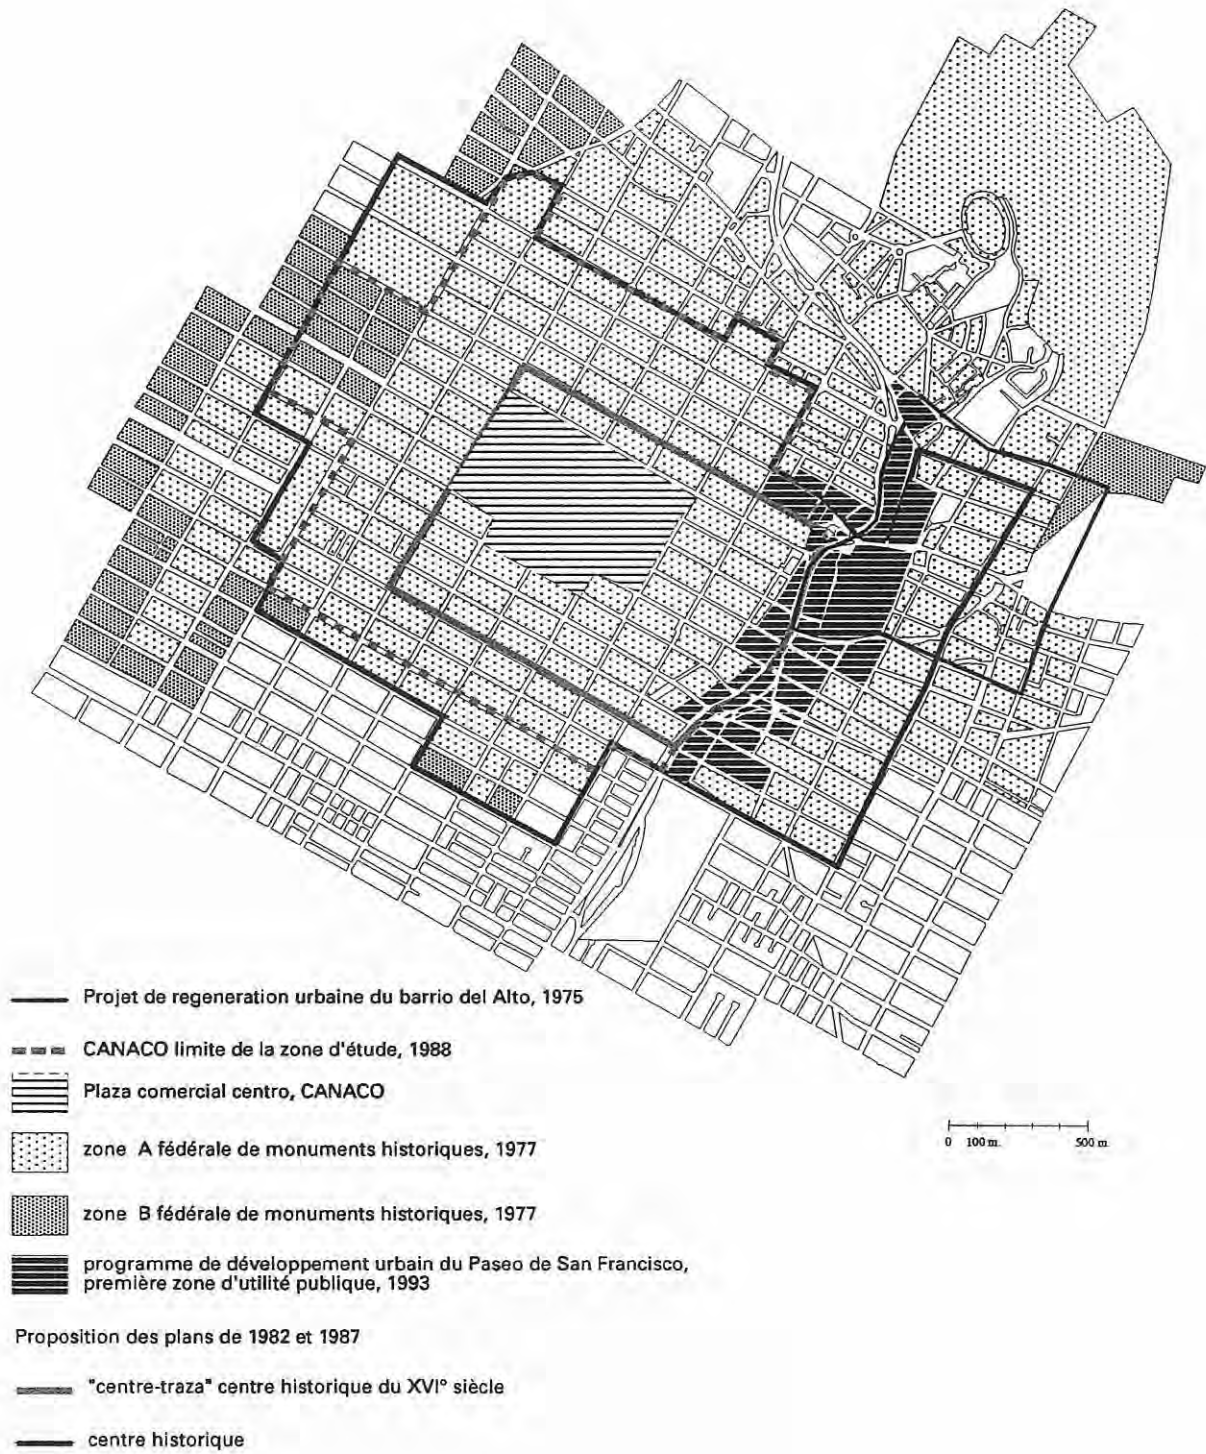 Projet de regeneration urbaine du barrio del Alto, 1975
CANACO limite de la zone d'étude, 1988
Plaza comercial centro, CANACO
zone A fédérale de monuments historiques, 1977
zone B fédérale de monuments historiques, 1977
programme de développement urbain du Paseo de San Francisco,
première zone d'utilité publique, 1993
Proposition des plans de 1982 et 1987
"centre-traza" centre historique du XVI° siècle
centre historique
0 100 m. 500 m